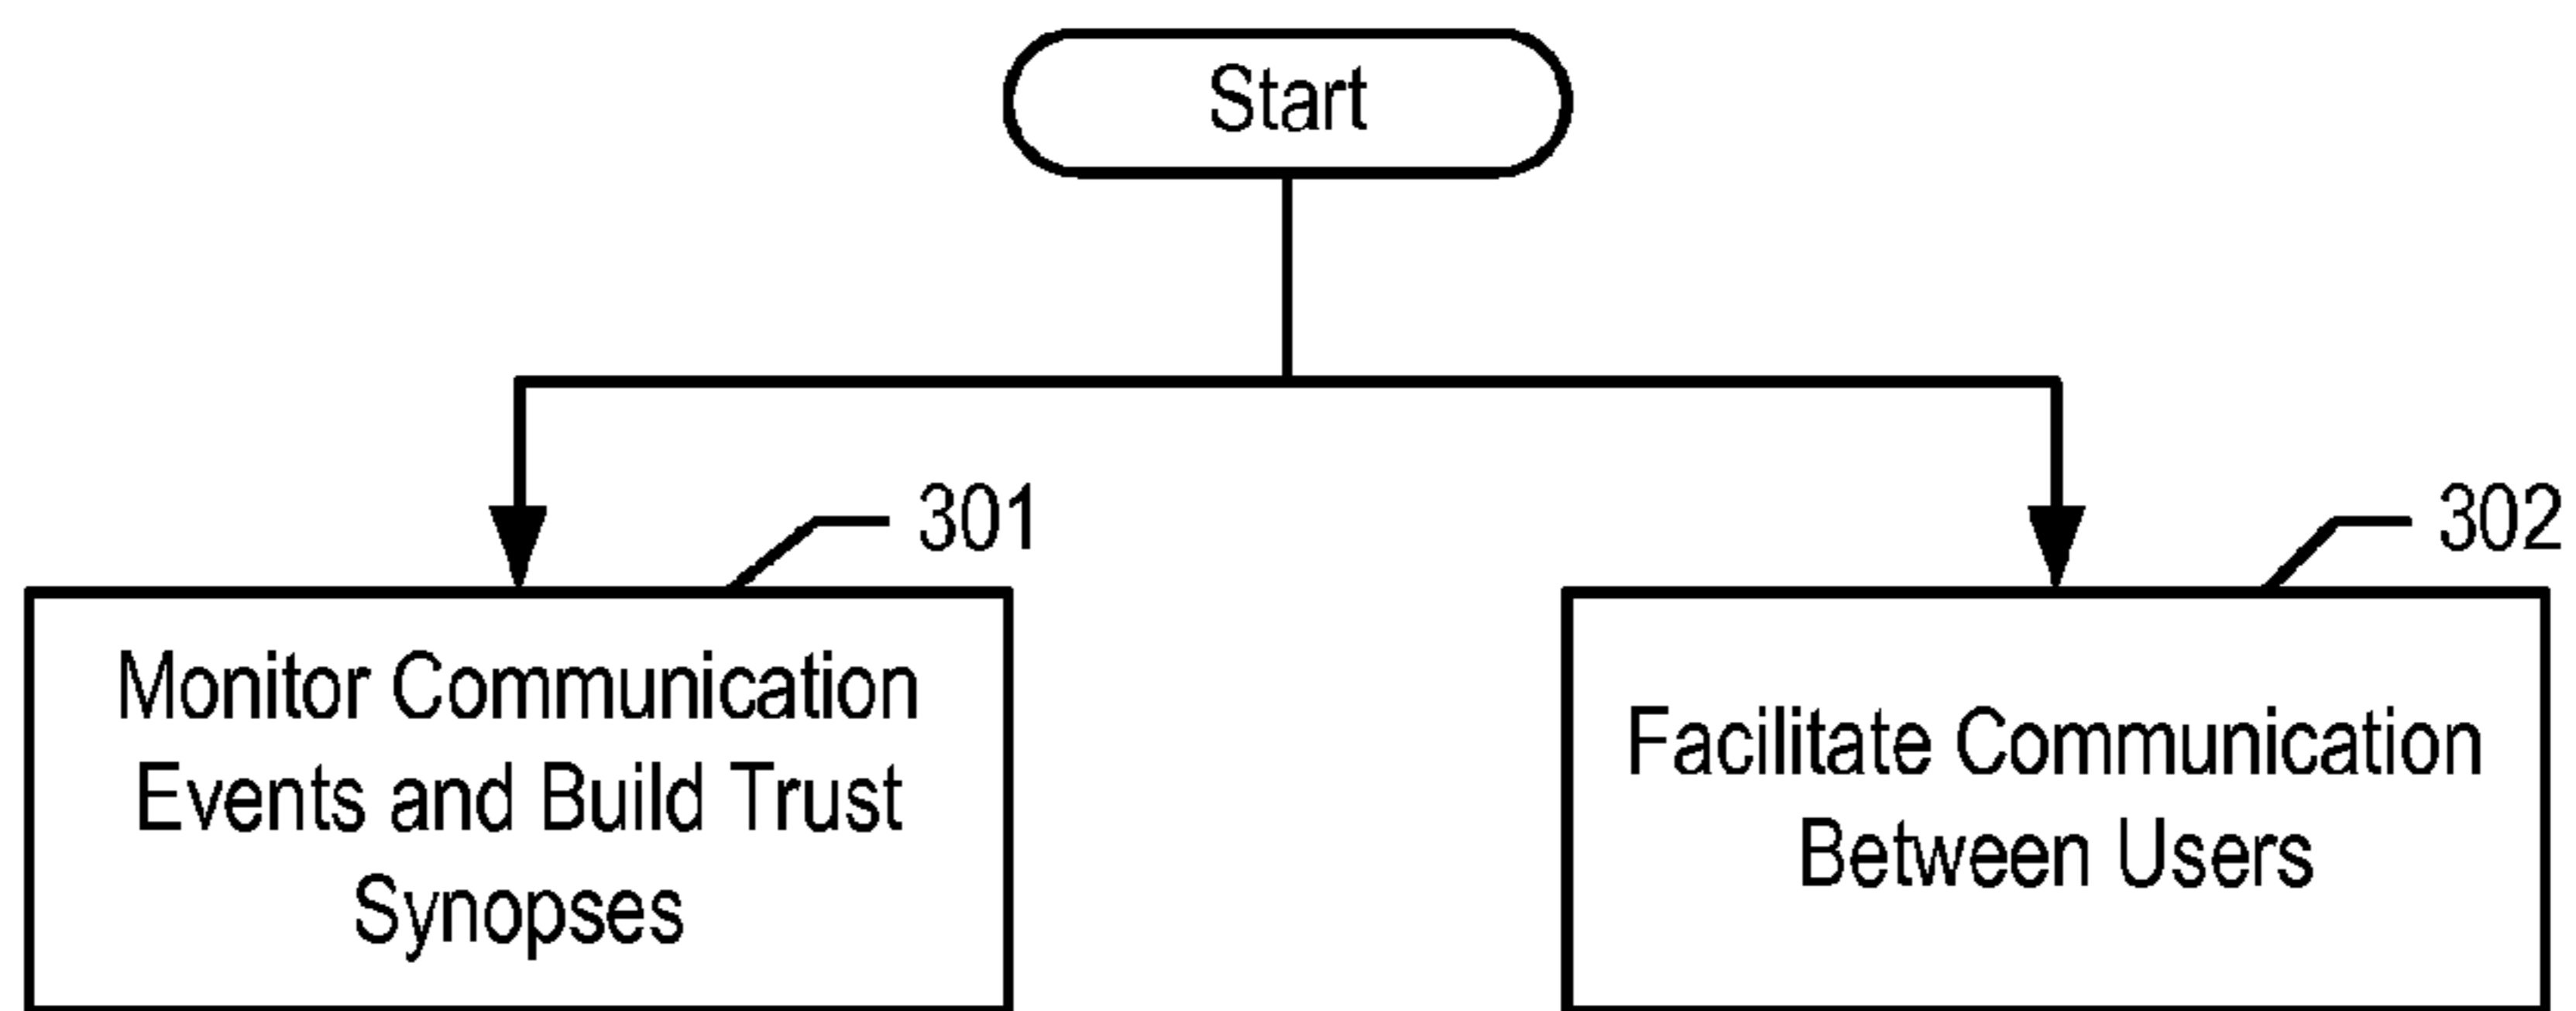 Start
301
302
Monitor Communication
Events and Build Trust
Synopses
Facilitate Communication
Between Users